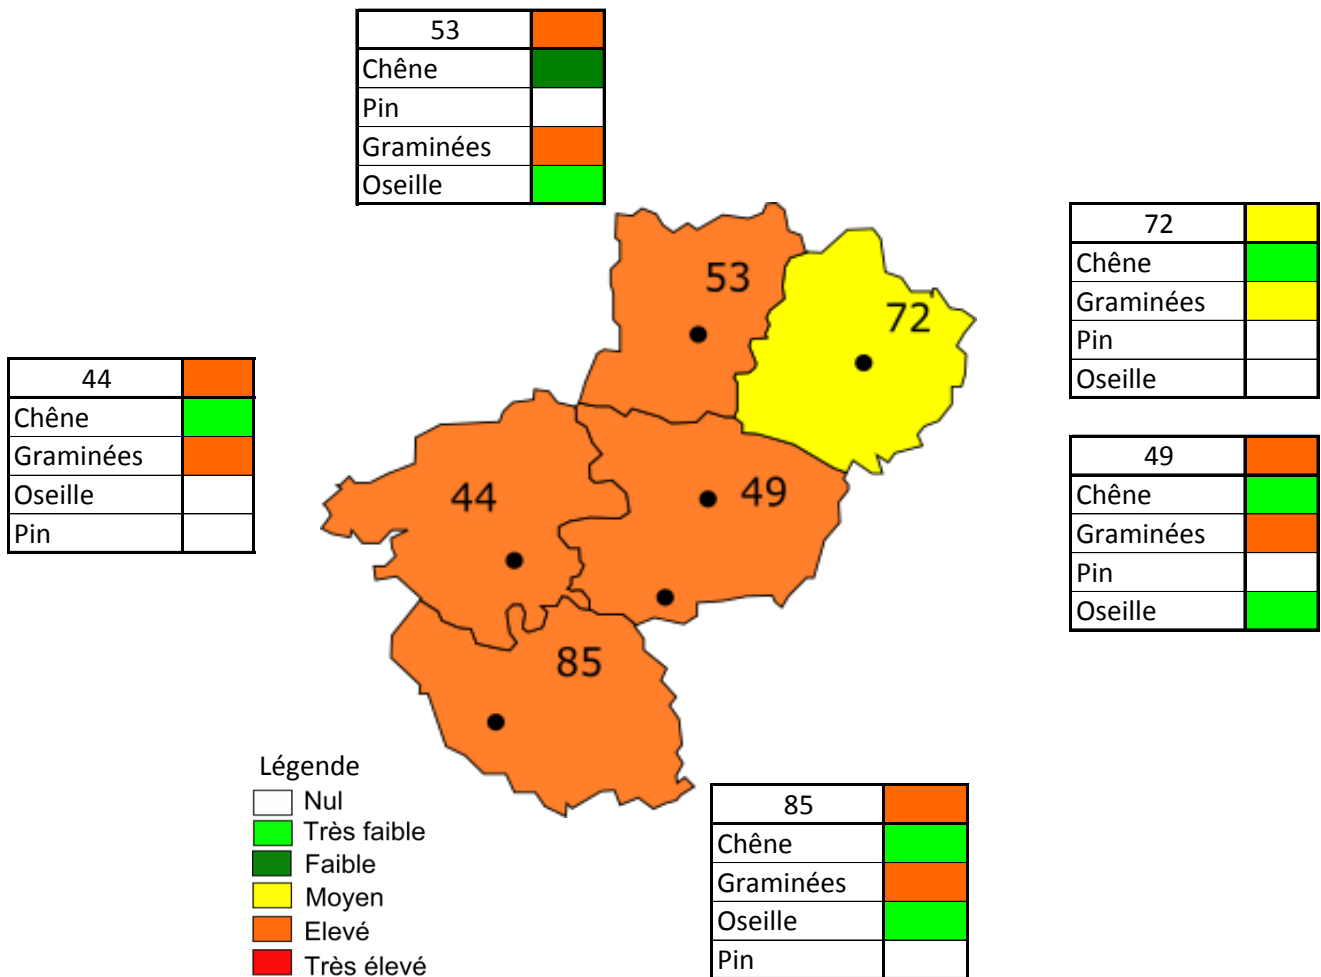 53
Chêne
Pin
Graminées
Oseille
72
Chêne
Graminées
Pin
Oseille
53
72
44
Chêne
Graminées
Oseille
Pin
44
49
49
Chêne
Graminées
Pin
Oseille
85
Légende
Nul
Très faible
Faible
Moyen
Elevé
Très élevé
85
Chêne
Graminées
Oseille
Pin